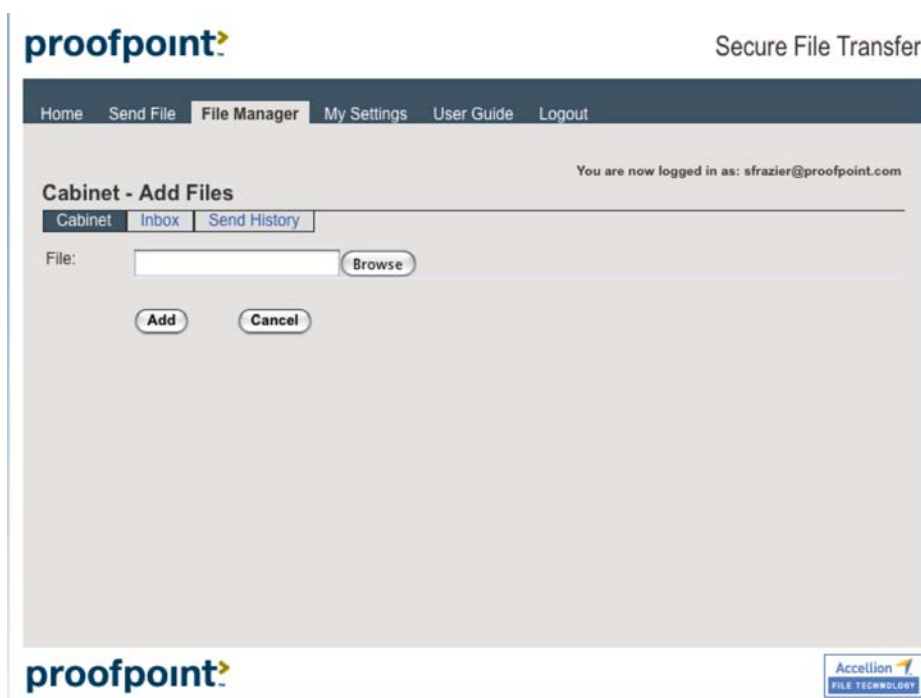 proofpoint
Secure File Transfer
Home Send File File Manager My Settings User Guide Logout
You are now logged in as: sfrazier@proofpoint.com
Cabinet - Add Files
Cabinet Inbox Send History
File: Browse
Add Cancel
proofpoint
Accellion
FILE TECHNOLOGY